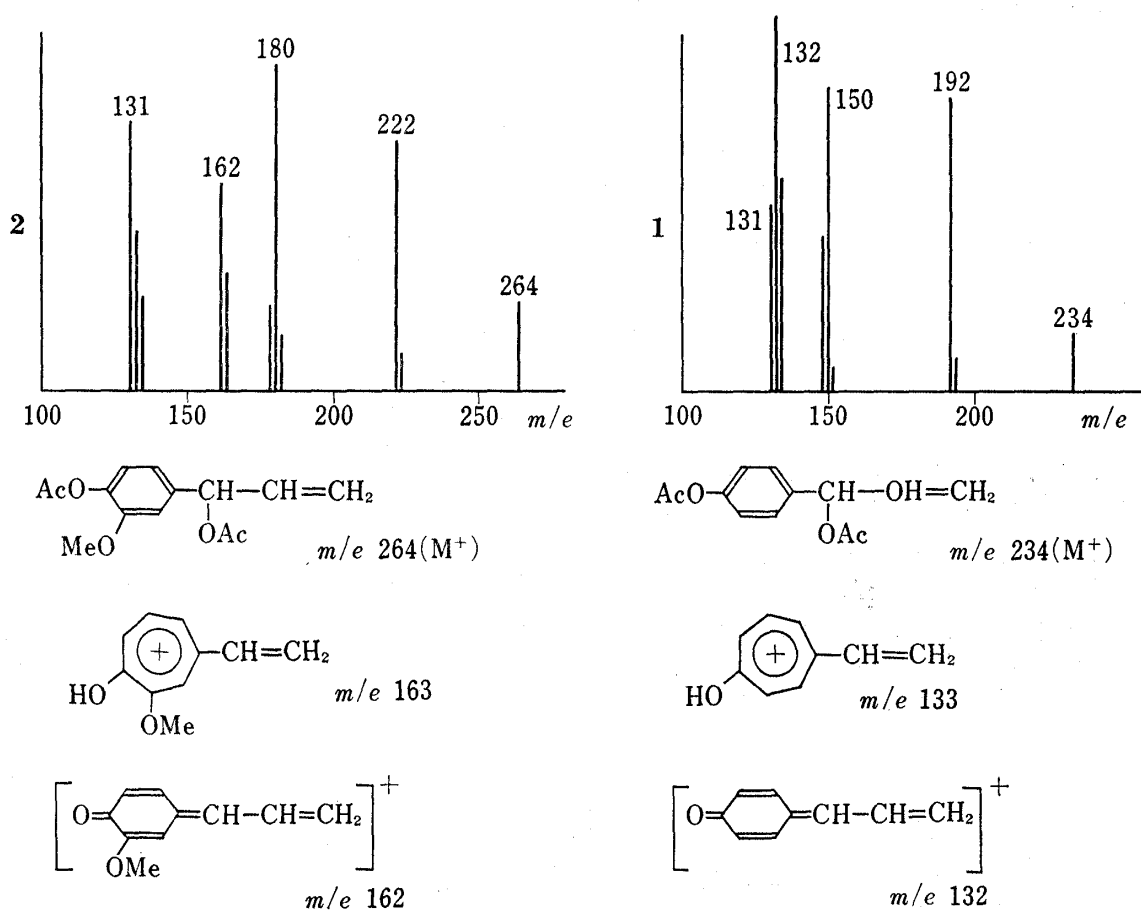 180
131
222
162
2
264
100 150 200 250 m/e
132
192
150
131
1
234
100 150 200 m/e
AcO CH—CH=CH₂
OAc
MeO
m/e 264(M⁺)
AcO CH—OH=CH₂
OAc
m/e 234(M⁺)
+ CH=CH₂
HO
OMe
m/e 163
+ CH=CH₂
HO
m/e 133
[O= =CH—CH=CH₂]⁺
OMe
m/e 162
[O= =CH—CH=CH₂]⁺
m/e 132